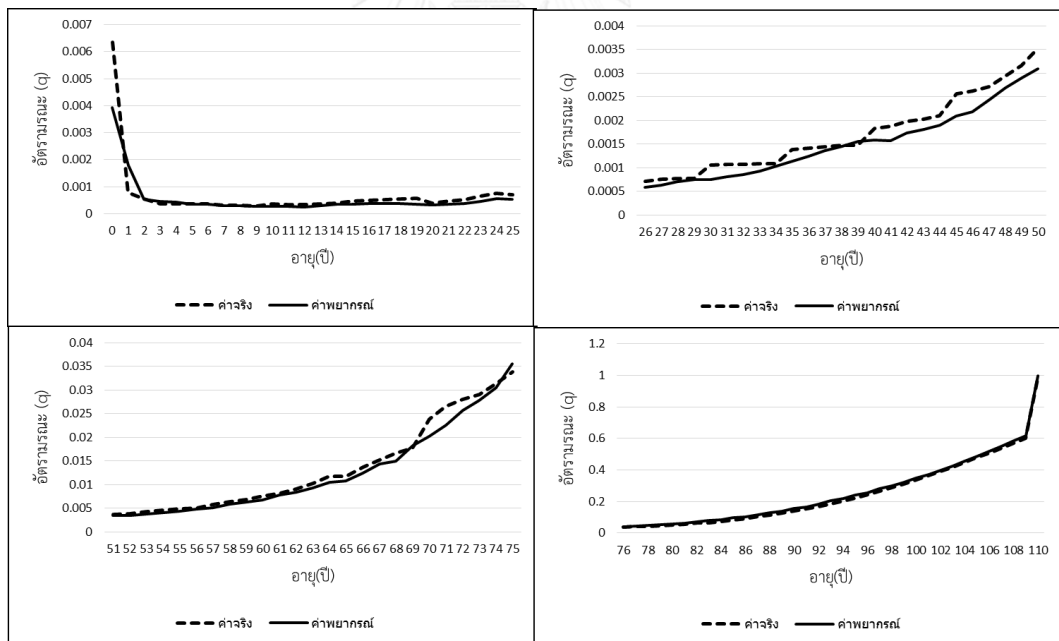 อัตรามรณะ (q)
0.007
0.006
0.005
0.004
0.003
0.002
0.001
0
0 1 2 3 4 5 6 7 8 9 10 11 12 13 14 15 16 17 18 19 20 21 22 23 24 25
อายุ(ปี)
ค่าจริง ค่าพยากรณ์
อัตรามรณะ (q)
0.004
0.0035
0.003
0.0025
0.002
0.0015
0.001
0.0005
0
26 27 28 29 30 31 32 33 34 35 36 37 38 39 40 41 42 43 44 45 46 47 48 49 50
อายุ(ปี)
ค่าจริง ค่าพยากรณ์
อัตรามรณะ (q)
0.04
0.035
0.03
0.025
0.02
0.015
0.01
0.005
0
51 52 53 54 55 56 57 58 59 60 61 62 63 64 65 66 67 68 69 70 71 72 73 74 75
อายุ(ปี)
ค่าจริง ค่าพยากรณ์
อัตรามรณะ (q)
1.2
1
0.8
0.6
0.4
0.2
0
76 78 80 82 84 86 88 90 92 94 96 98 100 102 104 106 108 110
อายุ(ปี)
ค่าจริง ค่าพยากรณ์